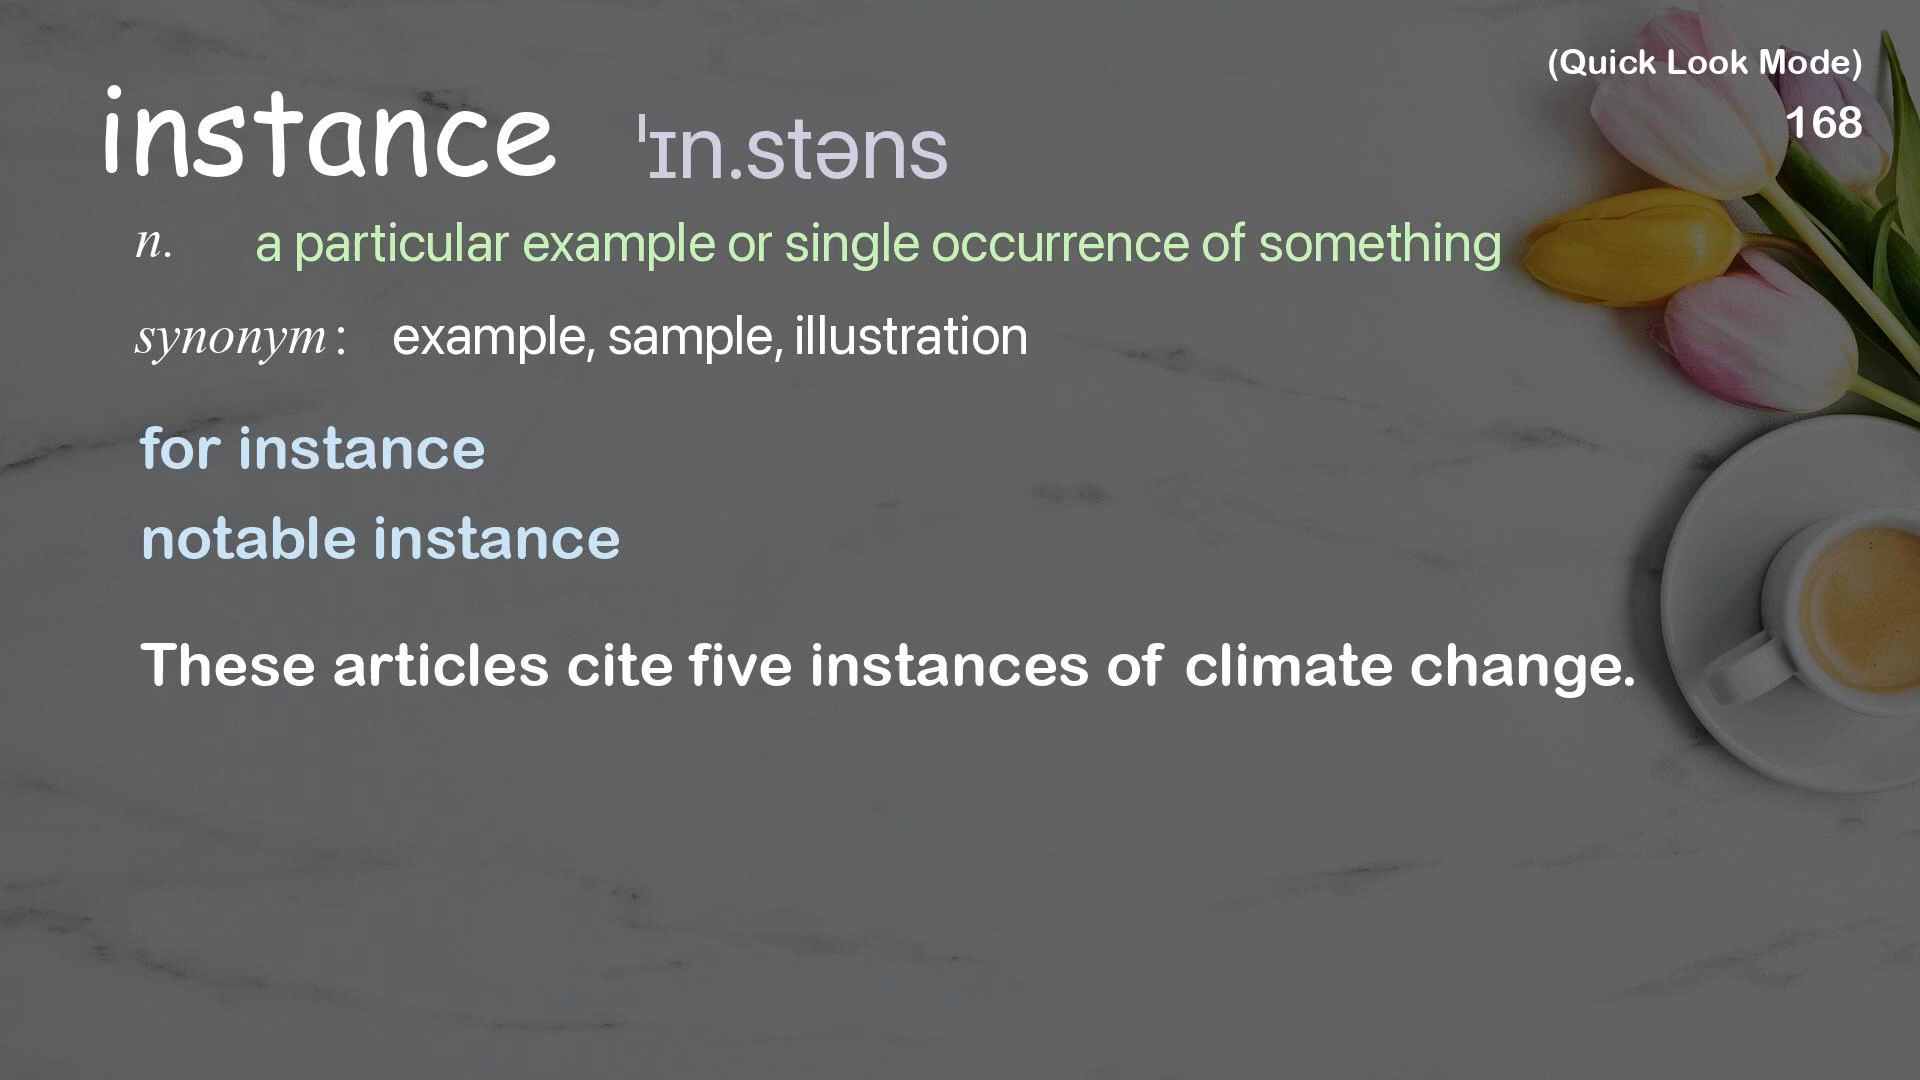 (Quick Look Mode)
168
instance ˈɪn.stəns
n. a particular example or single occurrence of something
synonym: example, sample, illustration
for instance
notable instance
These articles cite five instances of climate change.